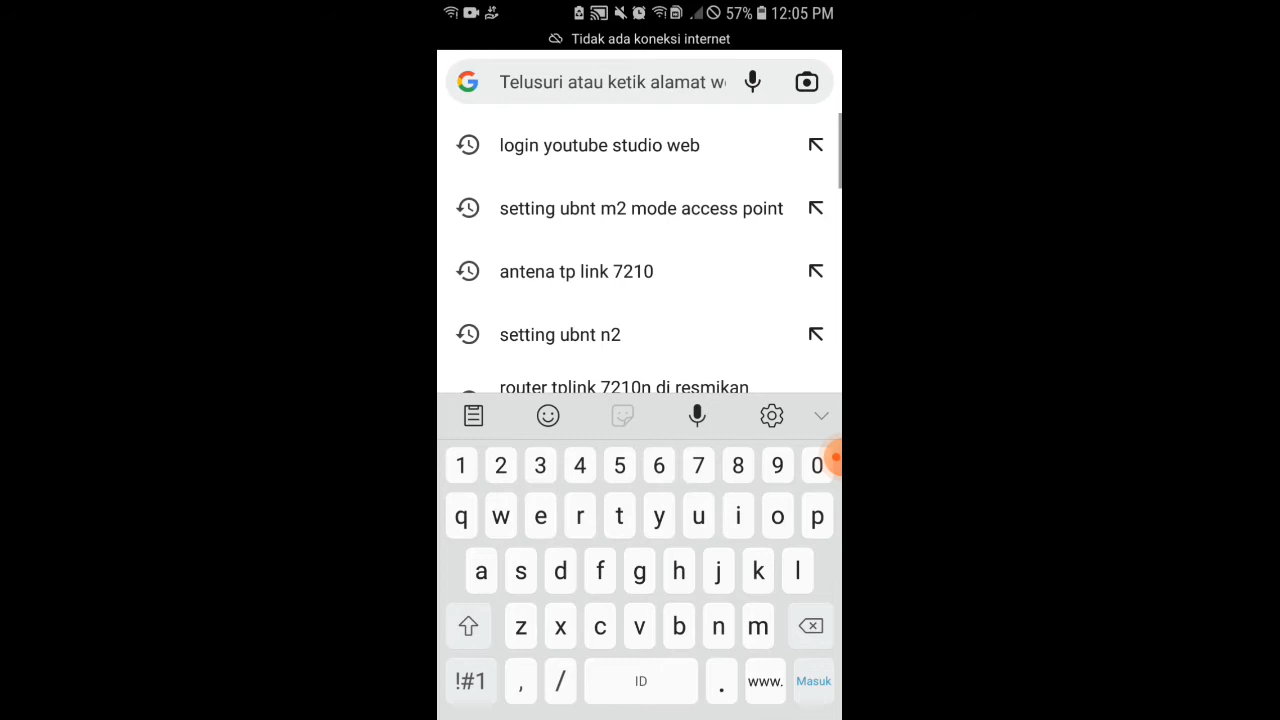 57% 12:05 PM
Tidak ada koneksi internet
Telusuri atau ketik alamat we
login youtube studio web
setting ubnt m2 mode access point
antena tp link 7210
setting ubnt n2
router tplink 7210n di resmikan
1 2 3 4 5 6 7 8 9 0
q w e r t y u i o p
a s d f g h j k l
z x c v b n m
!#1 , / ID . www. Masuk